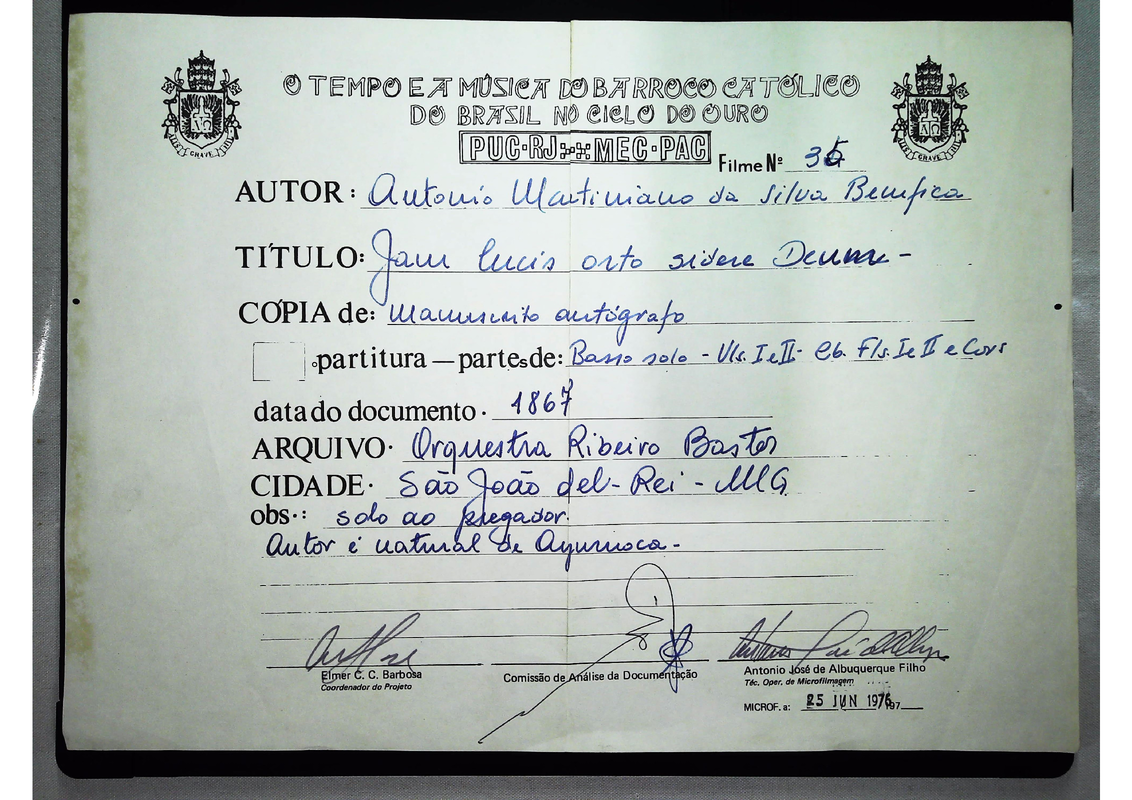 O TEMPO E A MÚSICA DO BARROCO CATÓLICO
DO BRASIL NO CICLO DO OURO
PUC·RJ MEC·PAC
Filme Nº 35
AUTOR: Antonio Martiniano da Silva Benfica
TÍTULO: Jam lucis orto sidere Deum -
CÓPIA de: Manuscrito autógrafo
partitura — partes de: Basso solo - Vls. I e II - Cb. Fls. I e II e Cors
data do documento · 1867
ARQUIVO· Orquestra Ribeiro Bastos
CIDADE· São João del-Rei - MG
obs·: solo ao pregador.
Autor é natural de Ayuruoca -
Elmer C. C. Barbosa
Coordenador do Projeto
Comissão de Análise da Documentação
Antonio José de Albuquerque Filho
Téc. Oper. de Microfilmagem
MICROF. a: 25 JUN 1976 197